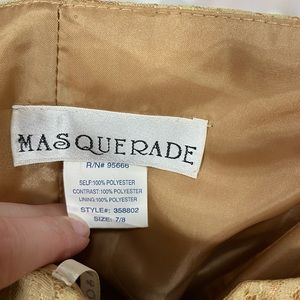 MASQUERADE
R/N# 95666
SELF:100% POLYESTER
CONTRAST:100% POLYESTER
LINING:100% POLYESTER
STYLE#: 358802
SIZE: 7/8